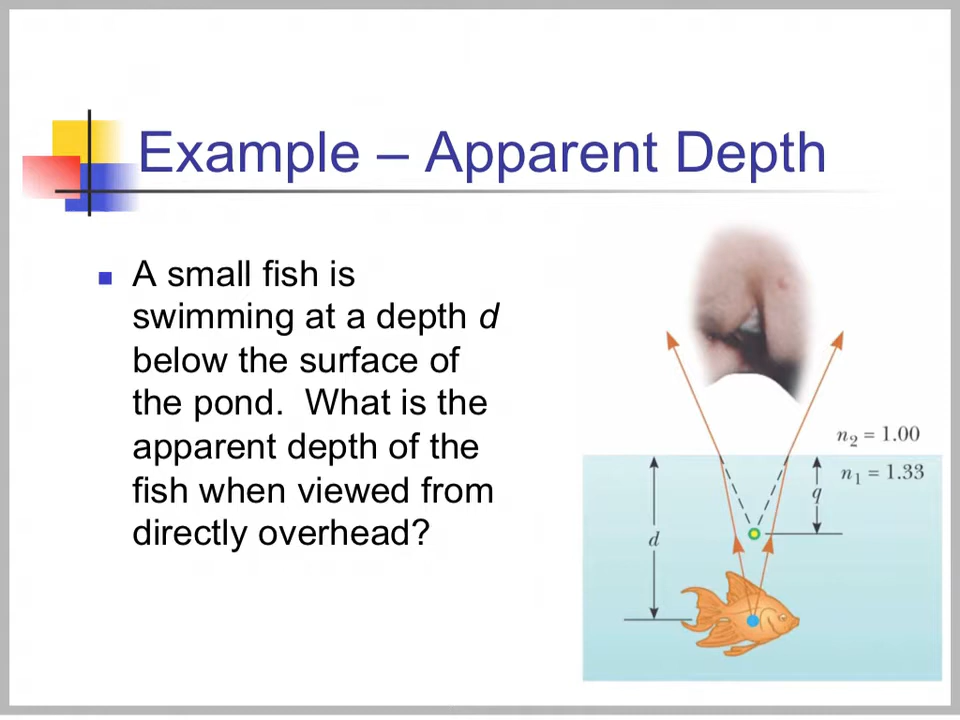 Example – Apparent Depth
A small fish is
swimming at a depth d
below the surface of
the pond.  What is the
apparent depth of the
fish when viewed from
directly overhead?
n₂ = 1.00
n₁ = 1.33
q
d